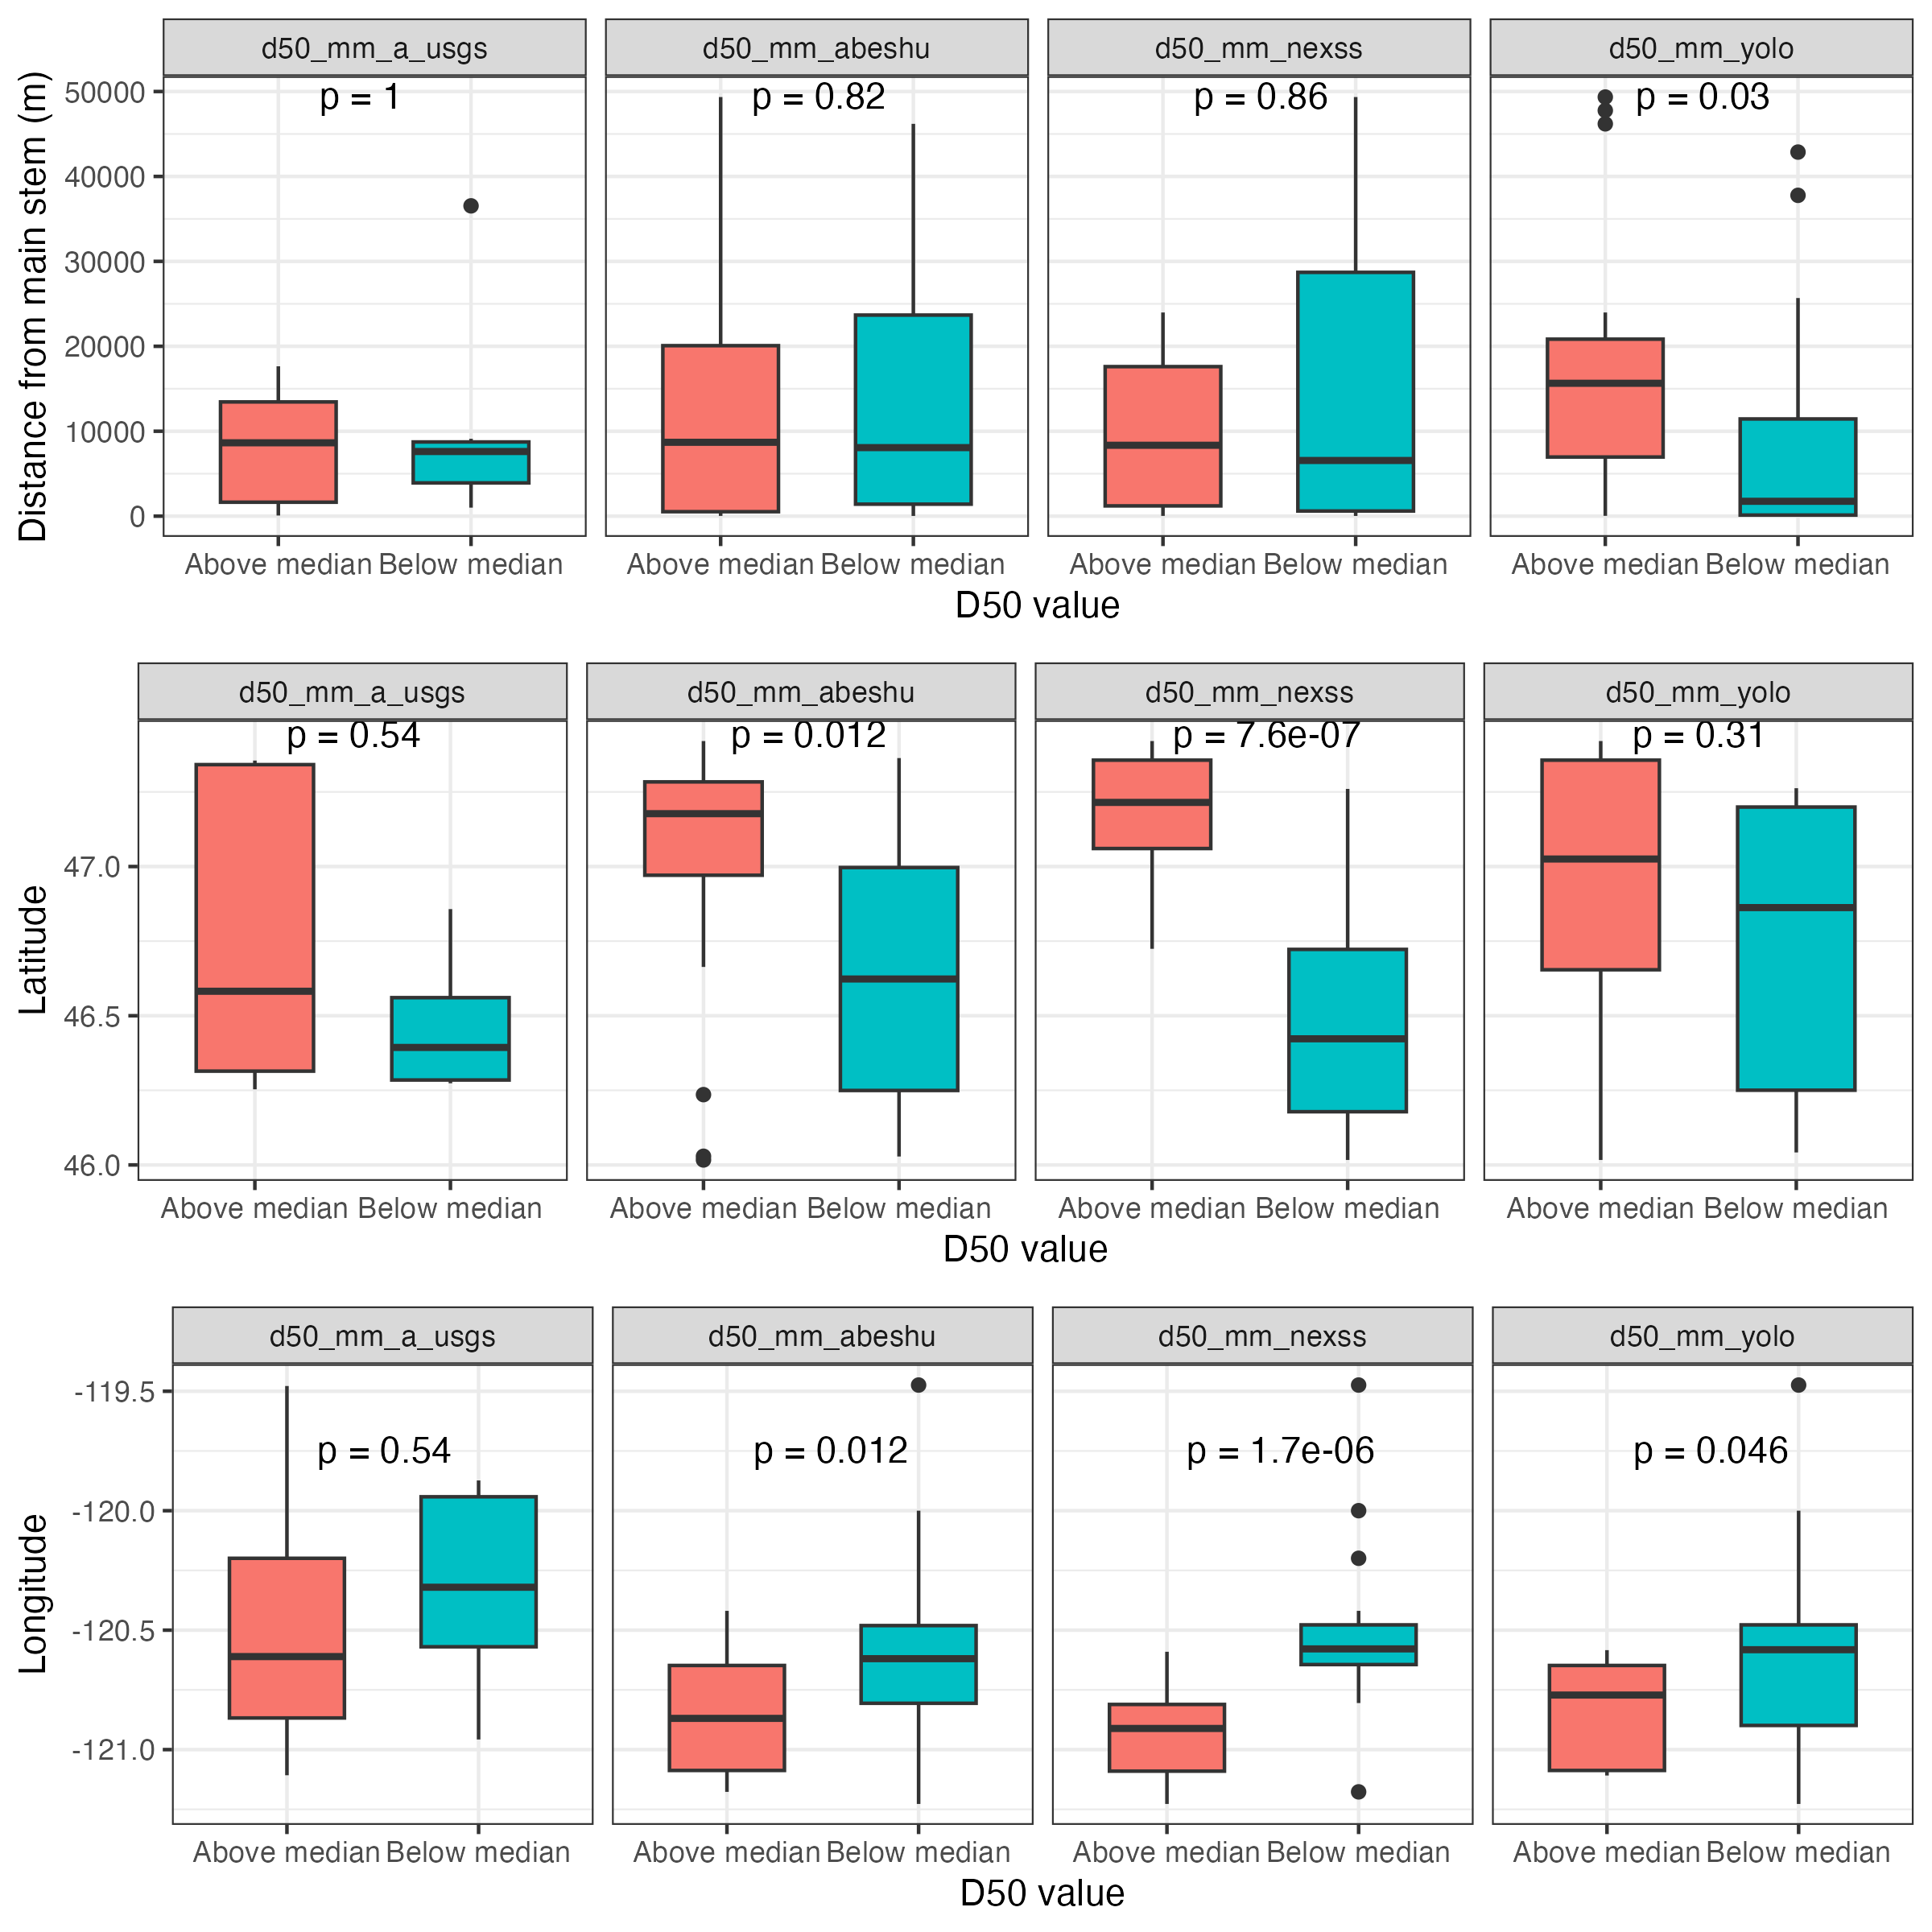 d50_mm_a_usgs d50_mm_abeshu d50_mm_nexss d50_mm_yolo
p = 1 p = 0.82 p = 0.86 p = 0.03
Distance from main stem (m)
50000
40000
30000
20000
10000
0
Above median Below median Above median Below median Above median Below median Above median Below median
D50 value
d50_mm_a_usgs d50_mm_abeshu d50_mm_nexss d50_mm_yolo
p = 0.54 p = 0.012 p = 7.6e-07 p = 0.31
Latitude
47.0
46.5
46.0
Above median Below median Above median Below median Above median Below median Above median Below median
D50 value
d50_mm_a_usgs d50_mm_abeshu d50_mm_nexss d50_mm_yolo
p = 0.54 p = 0.012 p = 1.7e-06 p = 0.046
Longitude
-119.5
-120.0
-120.5
-121.0
Above median Below median Above median Below median Above median Below median Above median Below median
D50 value